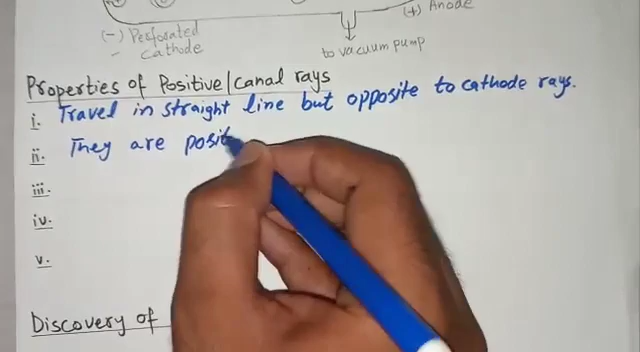 (+) Anode
(-) Perforated
- Cathode
to vacuum pump
Properties of Positive/canal rays
i. Travel in straight line but opposite to cathode rays.
ii. They are posit
iii.
iv.
v.
Discovery of